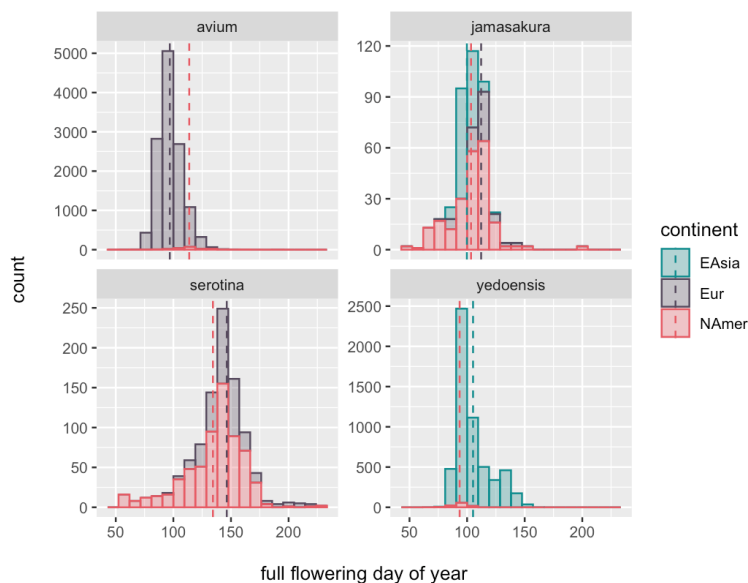 avium
jamasakura
5000
4000
3000
2000
1000
0
120
90
60
30
0
count
serotina
yedoensis
250
200
150
100
50
0
2500
2000
1500
1000
500
0
50 100 150 200
50 100 150 200
full flowering day of year
continent
EAsia
Eur
NAmer